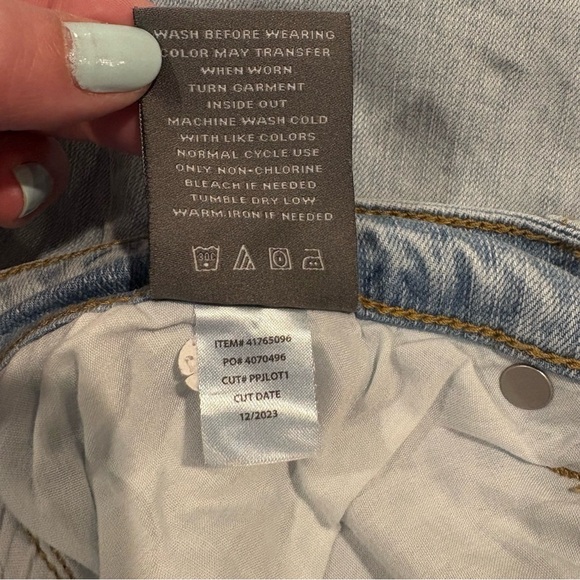 WASH BEFORE WEARING
COLOR MAY TRANSFER
WHEN WORN
TURN GARMENT
INSIDE OUT
MACHINE WASH COLD
WITH LIKE COLORS
NORMAL CYCLE USE
ONLY NON-CHLORINE
BLEACH IF NEEDED
TUMBLE DRY LOW
WARM IRON IF NEEDED
30C
ITEM# 41765096
PO# 4070496
CUT# PPJLOT1
CUT DATE
12/2023